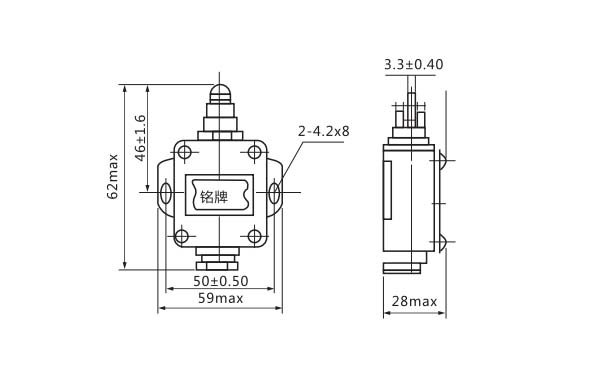 3.3±0.40
2-4.2x8
46±1.6
62max
铭牌
50±0.50
59max
28max